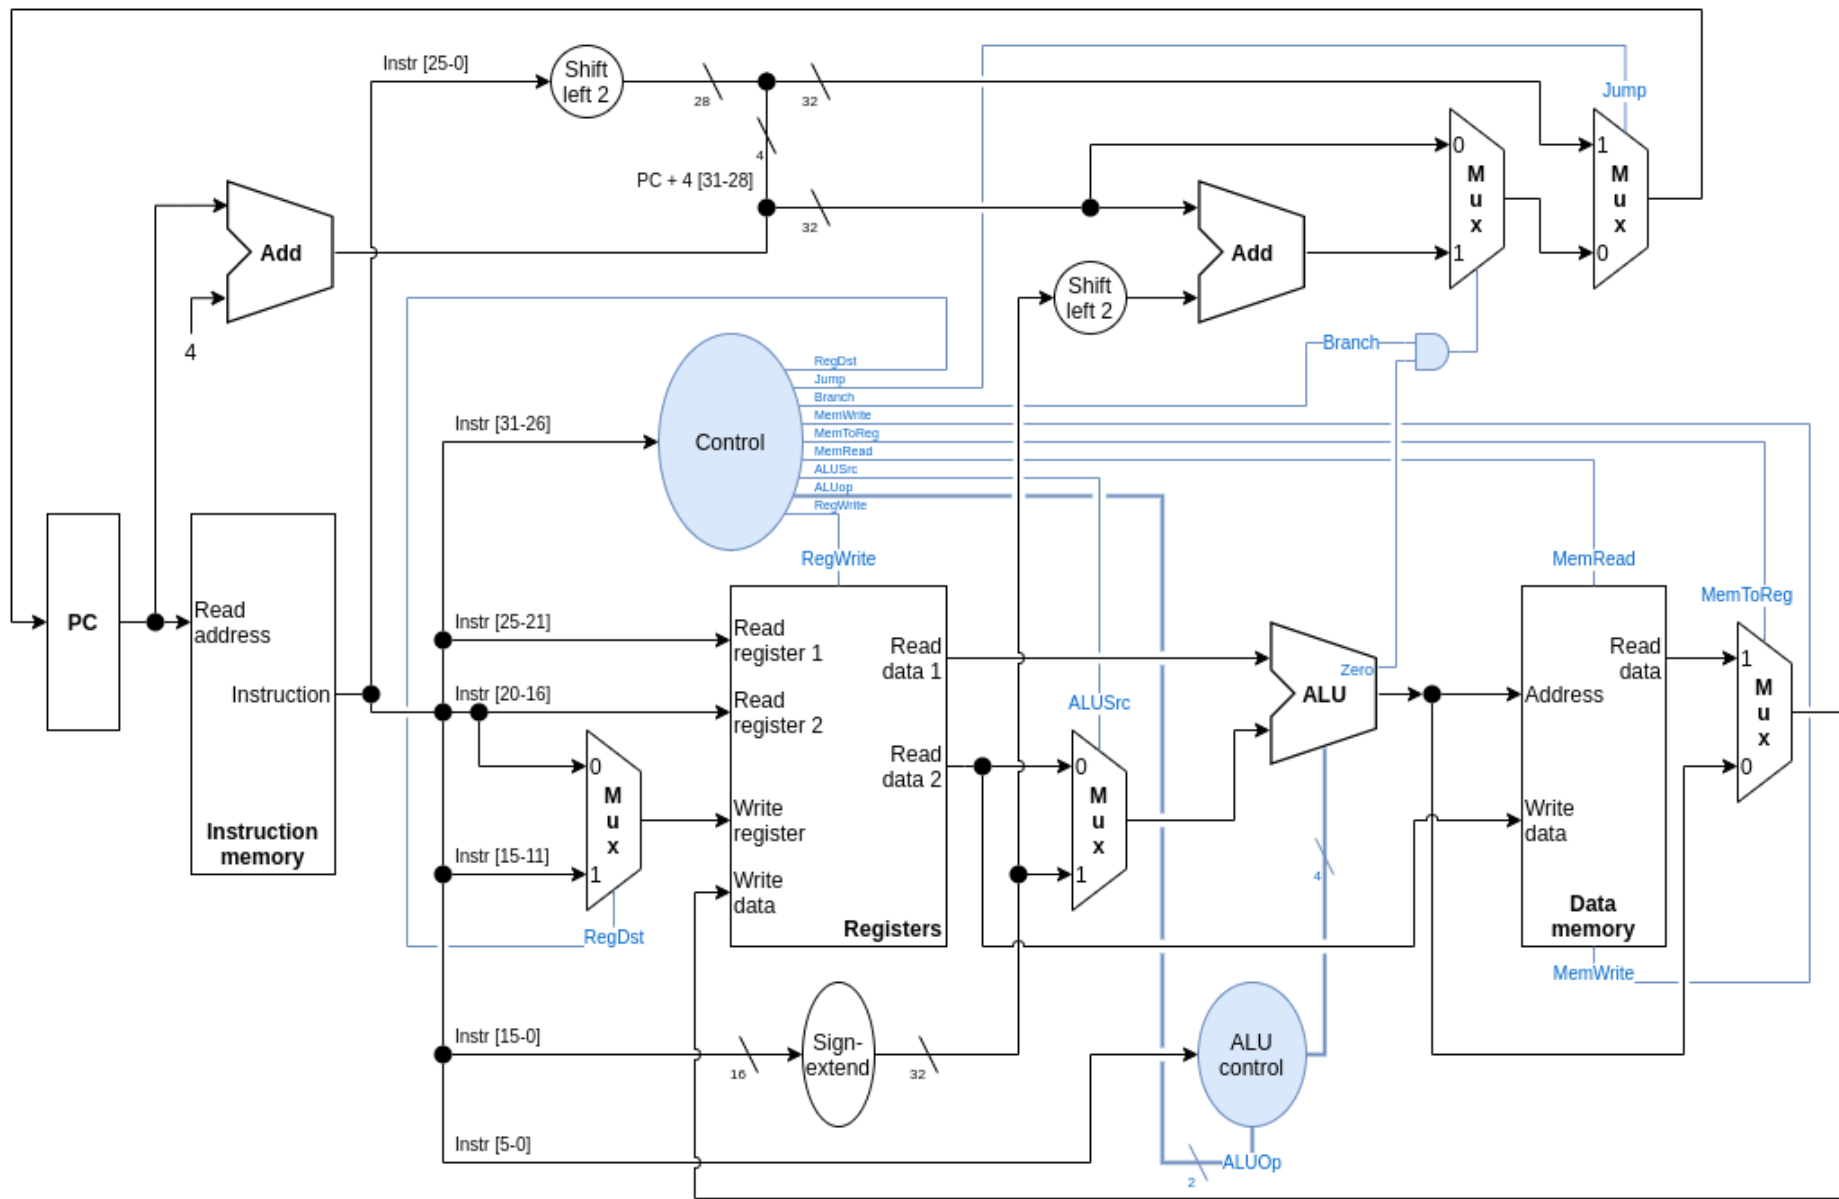 Instr [25-0]
Shift
left 2
28
32
Jump
4
PC + 4 [31-28]
32
0
1
M
u
x
1
0
M
u
x
Add
4
Add
Shift
left 2
Branch
RegDst
Jump
Branch
MemWrite
MemToReg
MemRead
ALUSrc
ALUop
RegWrite
Control
Instr [31-26]
RegWrite
MemRead
MemToReg
PC
Read
address
Instruction
Instruction
memory
Instr [25-21]
Instr [20-16]
Instr [15-11]
0
M
u
x
1
RegDst
Read
register 1
Read
register 2
Write
register
Write
data
Read
data 1
Read
data 2
Registers
ALUSrc
0
M
u
x
1
Zero
ALU
4
Address
Read
data
Write
data
Data
memory
MemWrite
1
M
u
x
0
Instr [15-0]
16
Sign-
extend
32
ALU
control
Instr [5-0]
2
ALUOp